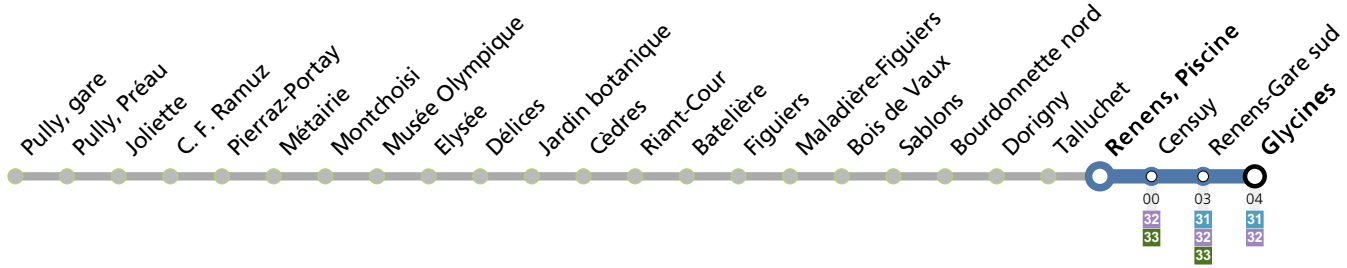 Pully, gare
Pully, Préau
Joliette
C. F. Ramuz
Pierraz-Portay
Métairie
Montchoisi
Musée Olympique
Elysée
Délices
Jardin botanique
Cèdres
Riant-Cour
Batelière
Figuiers
Maladière-Figuiers
Bois de Vaux
Sablons
Bourdonnette nord
Dorigny
Talluchet
Renens, Piscine
Censuy
Renens-Gare sud
Glycines
00 03 04
32 31 31
33 32 32
33